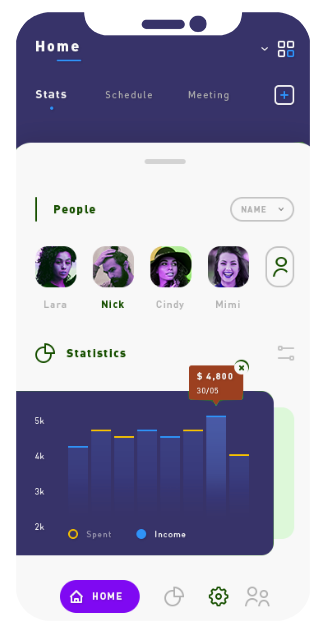 Home
Stats Schedule Meeting
People NAME
Lara Nick Cindy Mimi
Statistics
$ 4,800
30/05
5k
4k
3k
2k
Spent Income
HOME